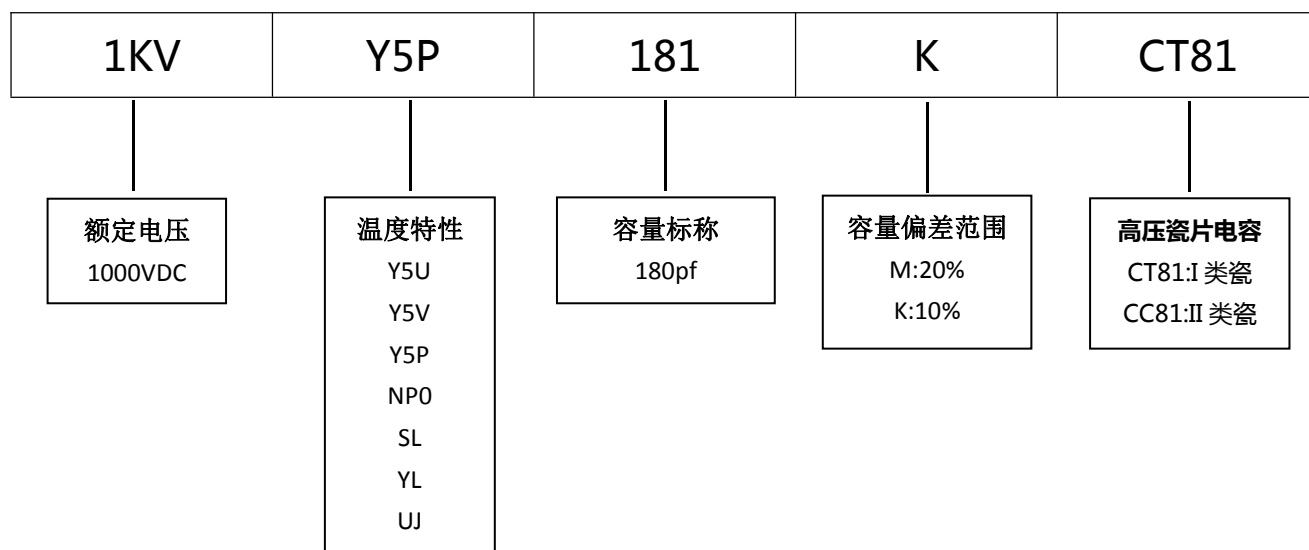 1KV Y5P 181 K CT81
额定电压
1000VDC
温度特性
Y5U
Y5V
Y5P
NP0
SL
YL
UJ
容量标称
180pf
容量偏差范围
M:20%
K:10%
高压瓷片电容
CT81:I 类瓷
CC81:II 类瓷